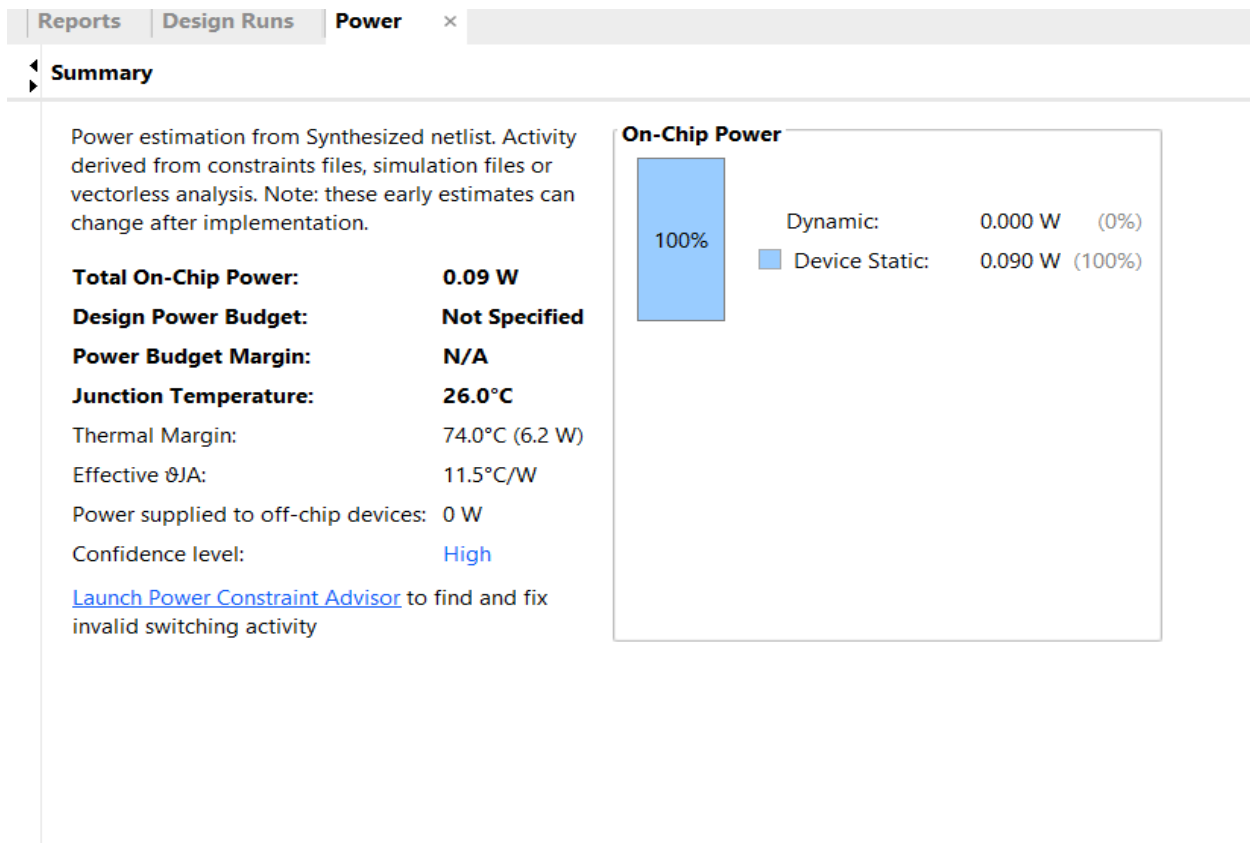 Reports Design Runs Power ×
Summary
Power estimation from Synthesized netlist. Activity
derived from constraints files, simulation files or
vectorless analysis. Note: these early estimates can
change after implementation.
Total On-Chip Power: 0.09 W
Design Power Budget: Not Specified
Power Budget Margin: N/A
Junction Temperature: 26.0°C
Thermal Margin: 74.0°C (6.2 W)
Effective ϑJA: 11.5°C/W
Power supplied to off-chip devices: 0 W
Confidence level: High
Launch Power Constraint Advisor to find and fix
invalid switching activity
On-Chip Power
100%
Dynamic: 0.000 W (0%)
Device Static: 0.090 W (100%)